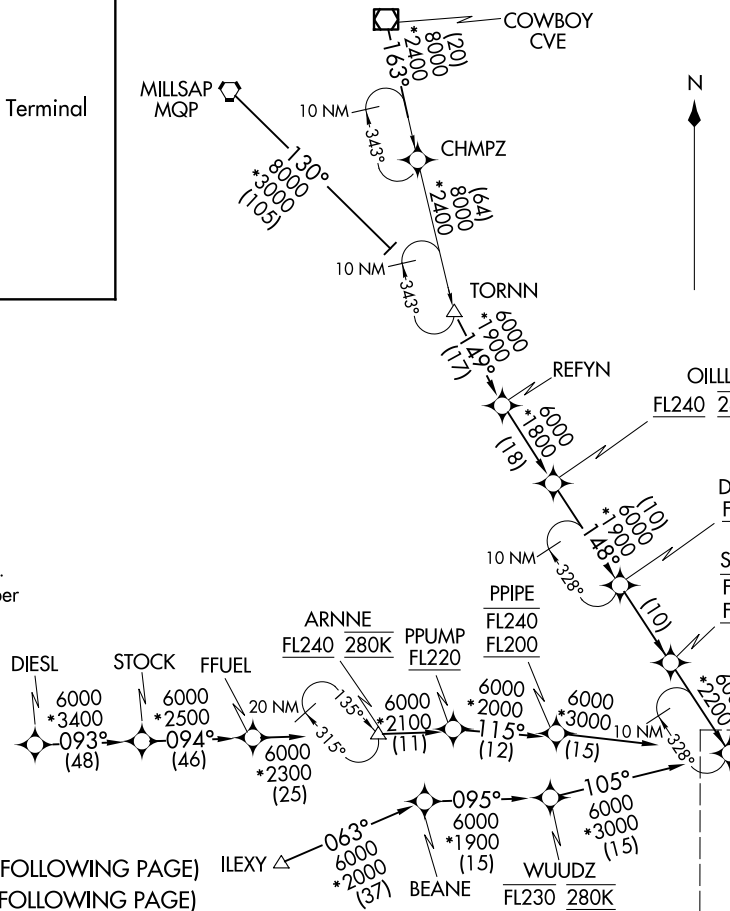 COWBOY
CVE
(20)
8000
*2400
163°
Terminal
MILLSAP
MQP
N
10 NM
343°
CHMPZ
130°
8000
*3000
(105)
(64)
8000
*2400
10 NM
343°
TORNN
6000
*1900
149°
(17)
REFYN
OILLL
FL240 2
6000
*1800
(18)
D
F
(10)
6000
*1900
148°
10 NM
328°
S
F
F
(10)
.
per
PPIPE
FL240
FL200
ARNNE
FL240 280K
PPUMP
FL220
DIESL
STOCK
FFUEL
6000
*3400
093°
(48)
6000
*2500
094°
(46)
20 NM
135°
315°
6000
*2300
(25)
6000
*2100
(11)
6000
*2000
115°
(12)
6000
*3000
(15)
10 NM
328°
60
*2200
105°
6000
*3000
(15)
095°
6000
*1900
(15)
063°
6000
*2000
(37)
ILEXY
BEANE
WUUDZ
FL230 280K
FOLLOWING PAGE)
FOLLOWING PAGE)